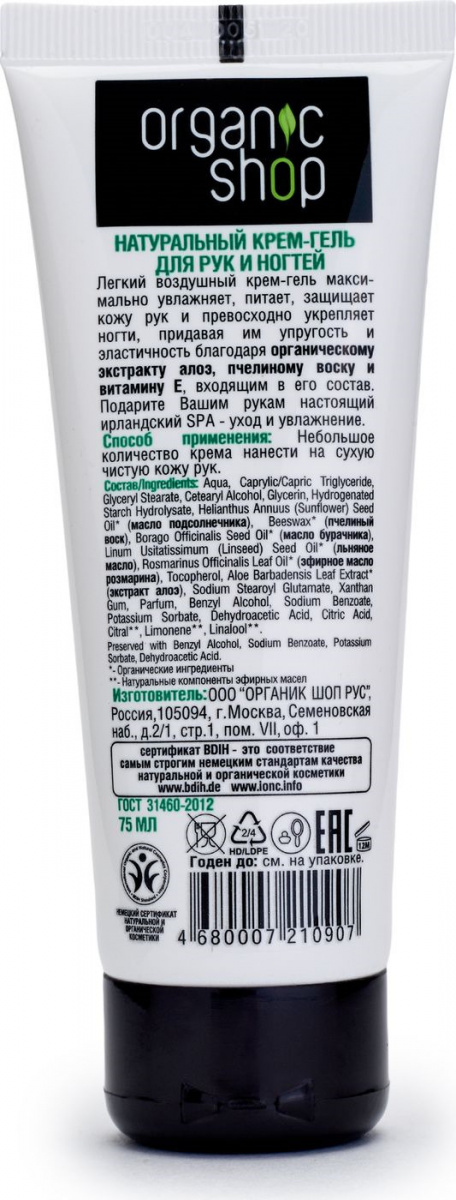 organic
shop
НАТУРАЛЬНЫЙ КРЕМ-ГЕЛЬ
ДЛЯ РУК И НОГТЕЙ
Легкий воздушный крем-гель макси-
мально увлажняет, питает, защищает
кожу рук и превосходно укрепляет
ногти, придавая им упругость и
эластичность благодаря органическому
экстракту алоэ, пчелиному воску и
витамину Е, входящим в его состав.
Подарите Вашим рукам настоящий
ирландский SPA - уход и увлажнение.
Способ применения: Небольшое
количество крема нанести на сухую
чистую кожу рук.
Состав/Ingredients: Aqua, Caprylic/Capric Triglyceride,
Glyceryl Stearate, Cetearyl Alcohol, Glycerin, Hydrogenated
Starch Hydrolysate, Helianthus Annuus (Sunflower) Seed
Oil* (масло подсолнечника), Beeswax* (пчелиный
воск), Borago Officinalis Seed Oil* (масло бурачника),
Linum Usitatissimum (Linseed) Seed Oil* (льняное
масло), Rosmarinus Officinalis Leaf Oil* (эфирное масло
розмарина), Tocopherol, Aloe Barbadensis Leaf Extract*
(экстракт алоэ), Sodium Stearoyl Glutamate, Xanthan
Gum, Parfum, Benzyl Alcohol, Sodium Benzoate,
Potassium Sorbate, Dehydroacetic Acid, Citric Acid,
Citral**, Limonene**, Linalool**.
Preserved with Benzyl Alcohol, Sodium Benzoate, Potassium
Sorbate, Dehydroacetic Acid.
*- Органические ингредиенты
**- Натуральные компоненты эфирных масел
Изготовитель: ООО "ОРГАНИК ШОП РУС",
Россия,105094, г.Москва, Семеновская
наб., д.2/1, стр.1, пом. VII, оф. 1
сертификат BDIH - это соответствие
самым строгим немецким стандартам качества
натуральной и органической косметики
www.bdih.de www.ionc.info
ГОСТ 31460-2012
75 МЛ
2/4
HD/LDPE
EAC
12M
Годен до: см. на упаковке.
НЕМЕЦКИЙ СЕРТИФИКАТ
НАТУРАЛЬНОЙ И
ОРГАНИЧЕСКОЙ
КОСМЕТИКИ
4 680007 210907